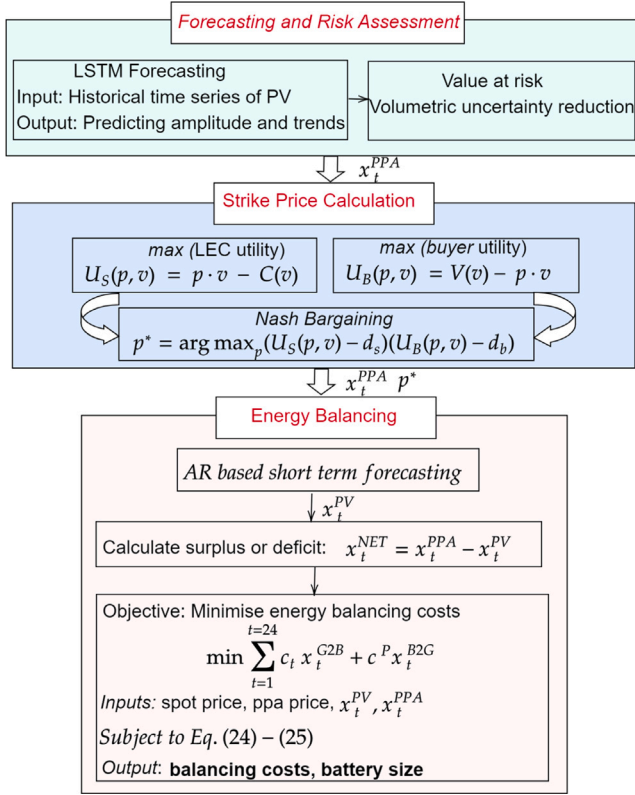 Forecasting and Risk Assessment
LSTM Forecasting
Input: Historical time series of PV
Output: Predicting amplitude and trends
Value at risk
Volumetric uncertainty reduction
x_t^{PPA}
Strike Price Calculation
max (LEC utility)
U_S(p, v) = p · v − C(v)
max (buyer utility)
U_B(p, v) = V(v) − p · v
Nash Bargaining
p* = arg max_p(U_S(p, v) − d_s)(U_B(p, v) − d_b)
x_t^{PPA} p*
Energy Balancing
AR based short term forecasting
x_t^{PV}
Calculate surplus or deficit: x_t^{NET} = x_t^{PPA} − x_t^{PV}
Objective: Minimise energy balancing costs
min ∑_{t=1}^{t=24} c_t x_t^{G2B} + c^P x_t^{B2G}
Inputs: spot price, ppa price, x_t^{PV}, x_t^{PPA}
Subject to Eq. (24) − (25)
Output: balancing costs, battery size